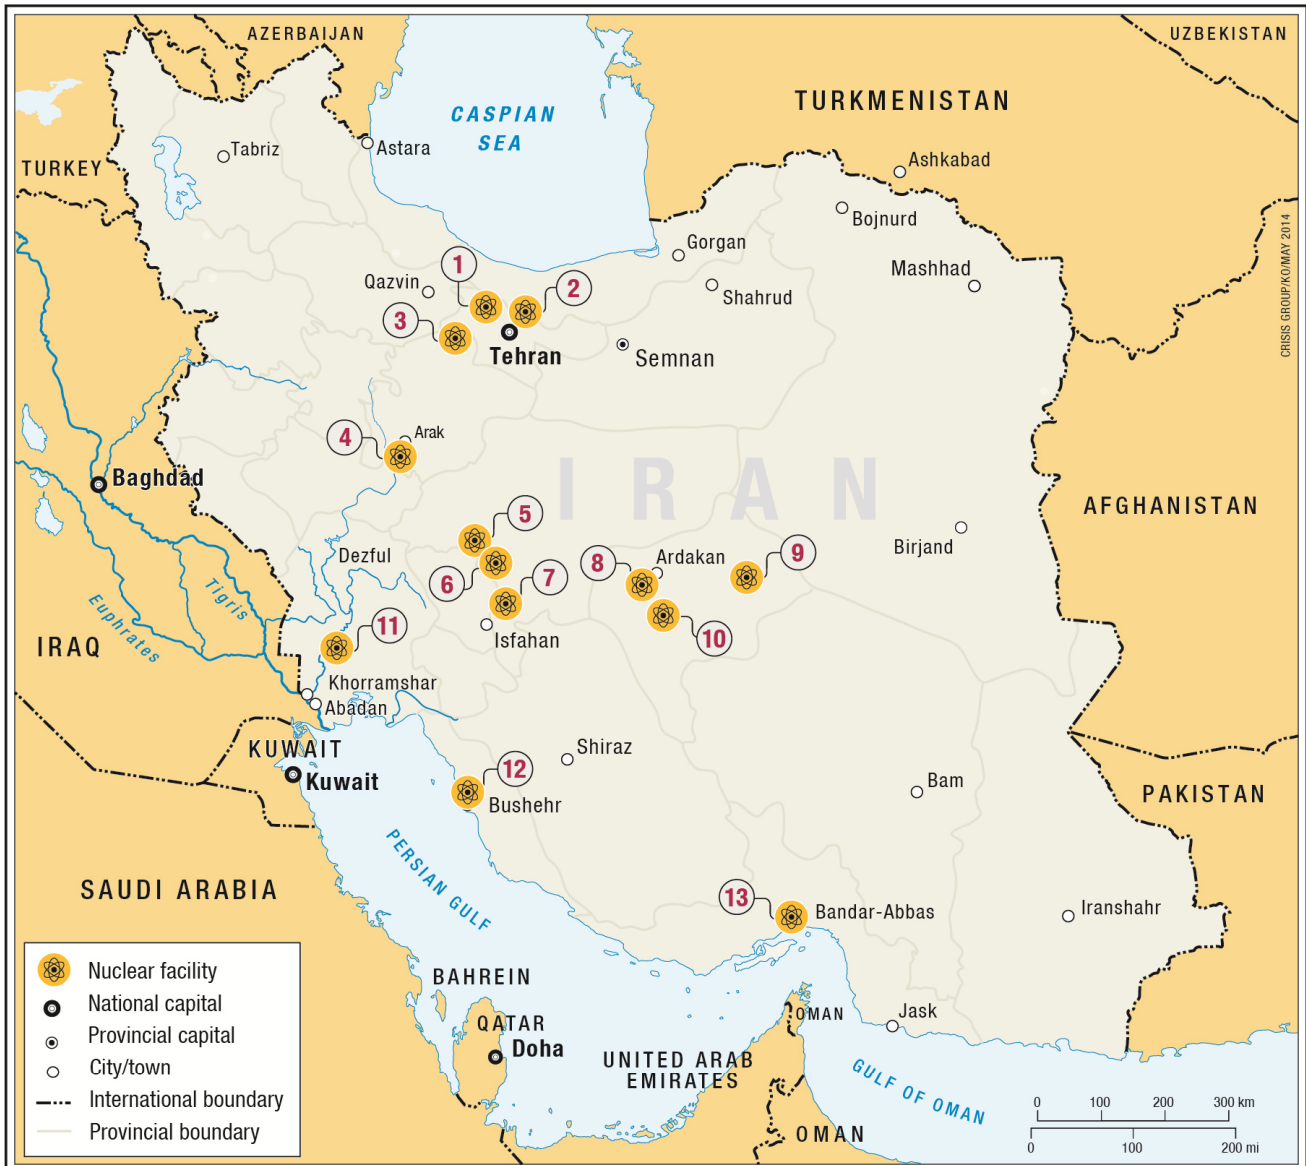 AZERBAIJAN
UZBEKISTAN
CASPIAN
SEA
TURKMENISTAN
Tabriz
Astara
TURKEY
Ashkabad
Bojnurd
Gorgan
Mashhad
Qazvin
1
2
Shahrud
3
Tehran
Semnan
CRISIS GROUP/KO/MAY 2014
4
Arak
IRAN
Baghdád
AFGHANISTAN
5
Dezful
6
7
8
Ardakan
9
Birjand
Tigris
Euphrates
IRAQ
11
Isfahan
10
Khorramshar
Abadan
KUWAIT
Kuwait
Shiraz
12
Bushehr
Bam
PAKISTAN
PERSIAN GULF
SAUDI ARABIA
13
Bandar-Abbas
Iranshahr
BAHREIN
QATAR
Doha
OMAN
Jask
UNITED ARAB
EMIRATES
GULF OF OMAN
OMAN
Nuclear facility
National capital
Provincial capital
City/town
International boundary
Provincial boundary
0 100 200 300 km
0 100 200 mi